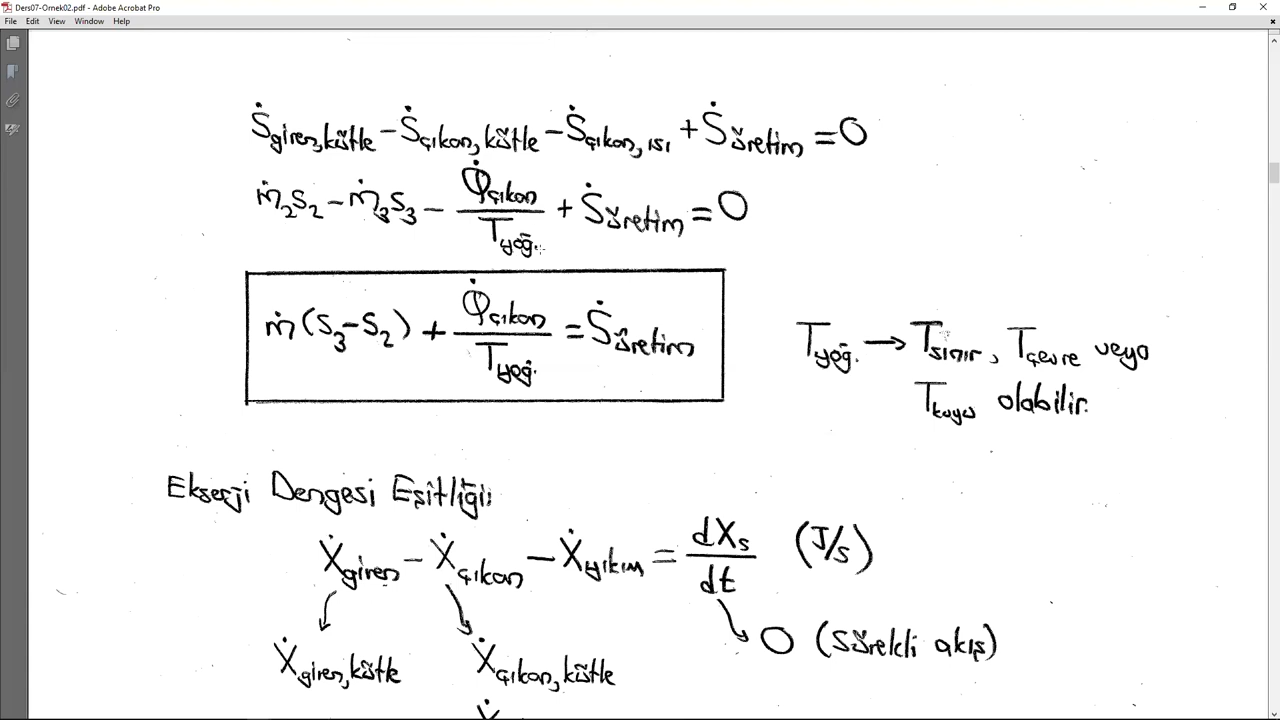 Ders07-Ornek02.pdf - Adobe Acrobat Pro
File Edit View Window Help
Ṡgiren,kütle − Ṡçıkan,kütle − Ṡçıkan,ısı + Ṡüretim = 0
ṁ₂s₂ − ṁ₃s₃ − Q̇çıkan/Tyoğ. + Ṡüretim = 0
ṁ(s₃−s₂) + Q̇çıkan/Tyoğ. = Ṡüretim
Tyoğ. → Tsınır, Tçevre veya
Tkuyu olabilir.
Ekserji Dengesi Eşitliği:
Ẋgiren − Ẋçıkan − Ẋyıkım = dXs/dt (J/s)
0 (sürekli akış)
Ẋgiren,kütle Ẋçıkan,kütle